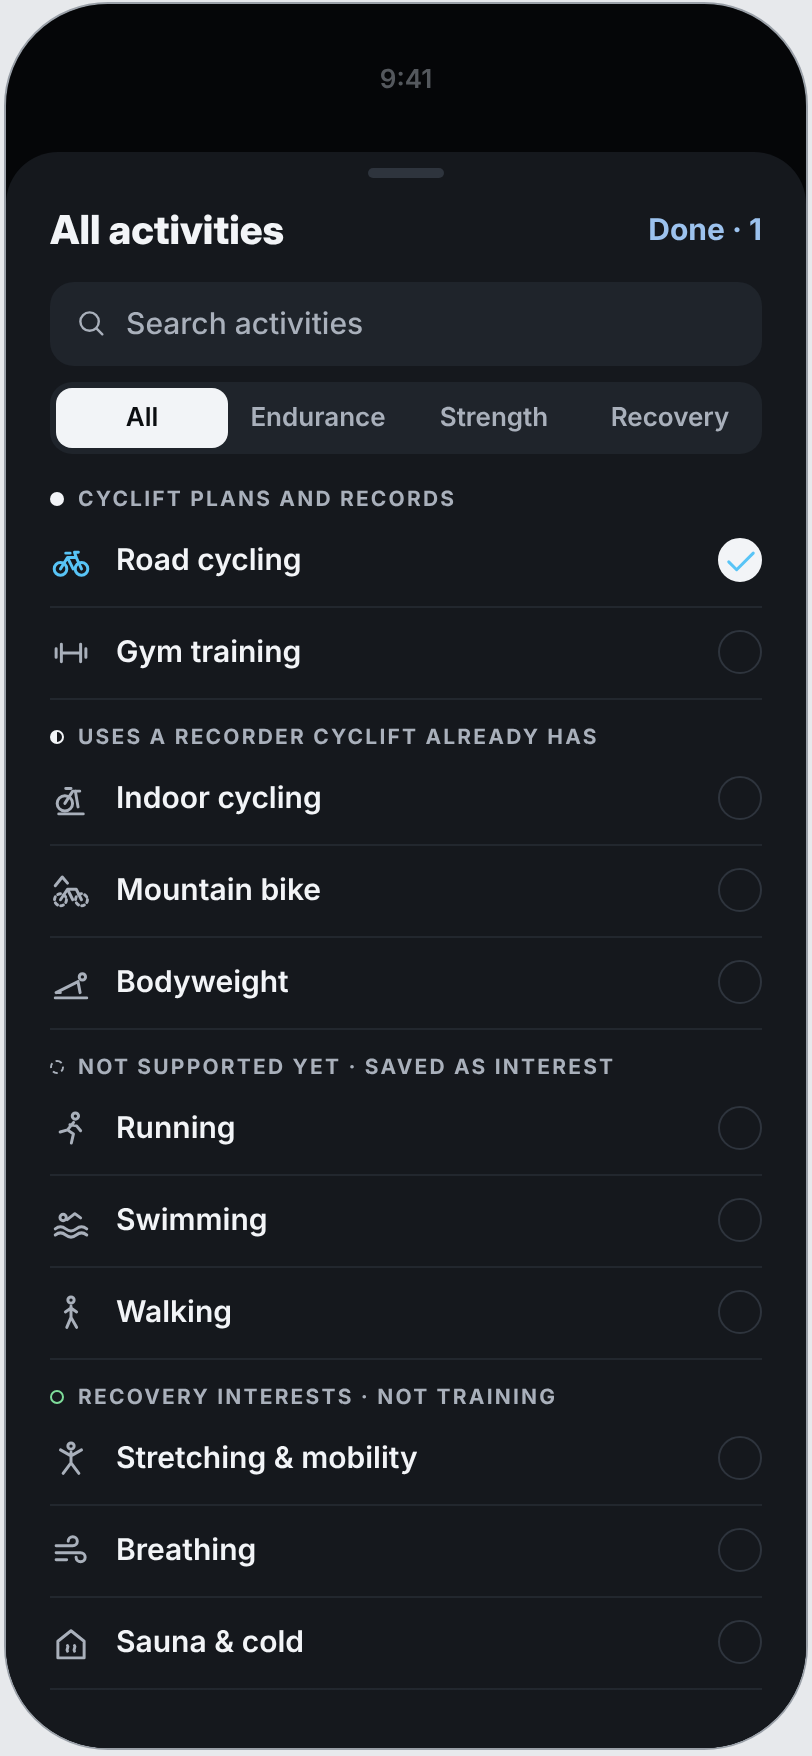 9:41
All activities
Done · 1
Search activities
All Endurance Strength Recovery
CYCLIFT PLANS AND RECORDS
Road cycling
Gym training
USES A RECORDER CYCLIFT ALREADY HAS
Indoor cycling
Mountain bike
Bodyweight
NOT SUPPORTED YET · SAVED AS INTEREST
Running
Swimming
Walking
RECOVERY INTERESTS · NOT TRAINING
Stretching & mobility
Breathing
Sauna & cold